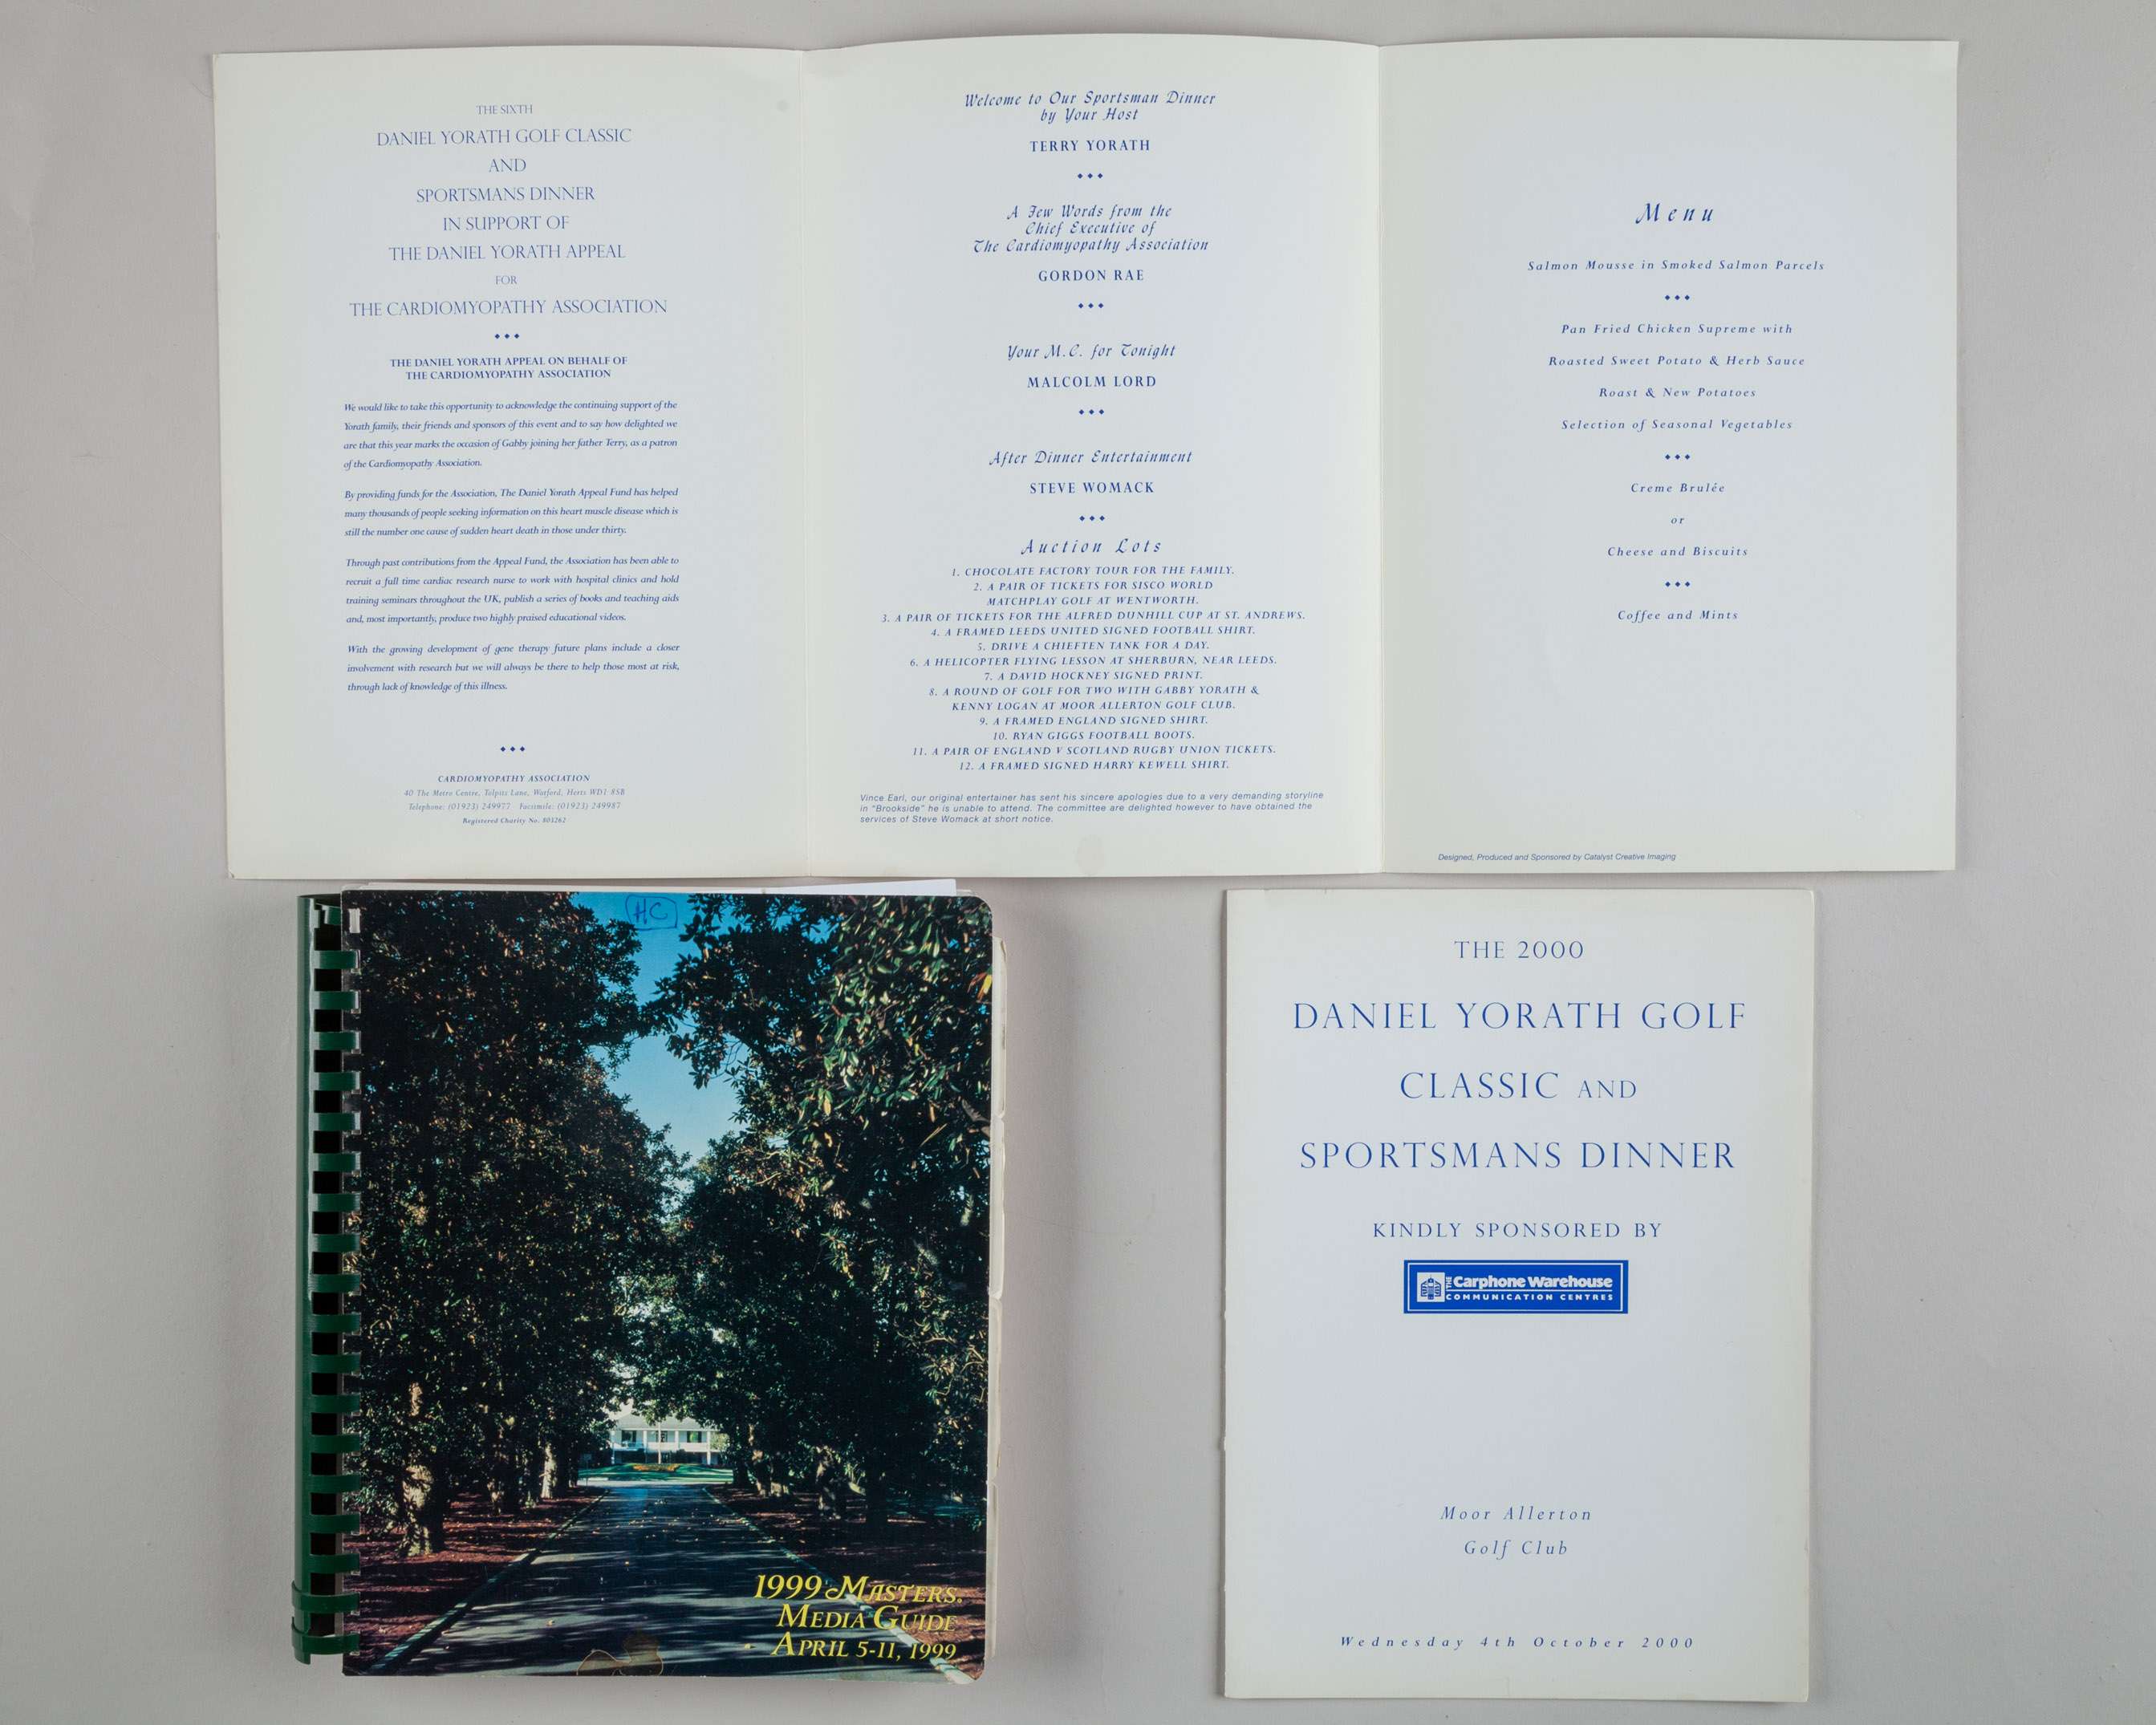 THE SIXTH
DANIEL YORATH GOLF CLASSIC
AND
SPORTSMANS DINNER
IN SUPPORT OF
THE DANIEL YORATH APPEAL
FOR
THE CARDIOMYOPATHY ASSOCIATION
THE DANIEL YORATH APPEAL ON BEHALF OF
THE CARDIOMYOPATHY ASSOCIATION
We would like to take this opportunity to acknowledge the continuing support of the
Yorath family, their friends and sponsors of this event and to say how delighted we
are that this year marks the occasion of Gabby joining her father Terry, as a patron
of the Cardiomyopathy Association.
By providing funds for the Association, The Daniel Yorath Appeal Fund has helped
many thousands of people seeking information on this heart muscle disease which is
still the number one cause of sudden heart death in those under thirty.
Through past contributions from the Appeal Fund, the Association has been able to
recruit a full time cardiac research nurse to work with hospital clinics and hold
training seminars throughout the UK, publish a series of books and teaching aids
and, most importantly, produce two highly praised educational videos.
With the growing development of gene therapy future plans include a closer
involvement with research but we will always be there to help those most at risk,
through lack of knowledge of this illness.
CARDIOMYOPATHY ASSOCIATION
40 The Metro Centre, Tolpits Lane, Watford, Herts WD1 8SB
Telephone: (01923) 249977 Facsimile: (01923) 249987
Registered Charity No. 803262
Welcome to Our Sportsman Dinner
by Your Host
TERRY YORATH
A Few Words from the
Chief Executive of
The Cardiomyopathy Association
GORDON RAE
Your M.C. for Tonight
MALCOLM LORD
After Dinner Entertainment
STEVE WOMACK
Auction Lots
1. CHOCOLATE FACTORY TOUR FOR THE FAMILY.
2. A PAIR OF TICKETS FOR SISCO WORLD
MATCHPLAY GOLF AT WENTWORTH.
3. A PAIR OF TICKETS FOR THE ALFRED DUNHILL CUP AT ST. ANDREWS.
4. A FRAMED LEEDS UNITED SIGNED FOOTBALL SHIRT.
5. DRIVE A CHIEFTEN TANK FOR A DAY.
6. A HELICOPTER FLYING LESSON AT SHERBURN, NEAR LEEDS.
7. A DAVID HOCKNEY SIGNED PRINT.
8. A ROUND OF GOLF FOR TWO WITH GABBY YORATH &
KENNY LOGAN AT MOOR ALLERTON GOLF CLUB.
9. A FRAMED ENGLAND SIGNED SHIRT.
10. RYAN GIGGS FOOTBALL BOOTS.
11. A PAIR OF ENGLAND V SCOTLAND RUGBY UNION TICKETS.
12. A FRAMED SIGNED HARRY KEWELL SHIRT.
Vince Earl, our original entertainer has sent his sincere apologies due to a very demanding storyline
in "Brookside" he is unable to attend. The committee are delighted however to have obtained the
services of Steve Womack at short notice.
Menu
Salmon Mousse in Smoked Salmon Parcels
Pan Fried Chicken Supreme with
Roasted Sweet Potato & Herb Sauce
Roast & New Potatoes
Selection of Seasonal Vegetables
Creme Brulée
or
Cheese and Biscuits
Coffee and Mints
Designed, Produced and Sponsored by Catalyst Creative Imaging
HC
1999 MASTERS®
MEDIA GUIDE
APRIL 5-11, 1999
THE 2000
DANIEL YORATH GOLF
CLASSIC AND
SPORTSMANS DINNER
KINDLY SPONSORED BY
THE Carphone Warehouse
COMMUNICATION CENTRES
Moor Allerton
Golf Club
Wednesday 4th October 2000